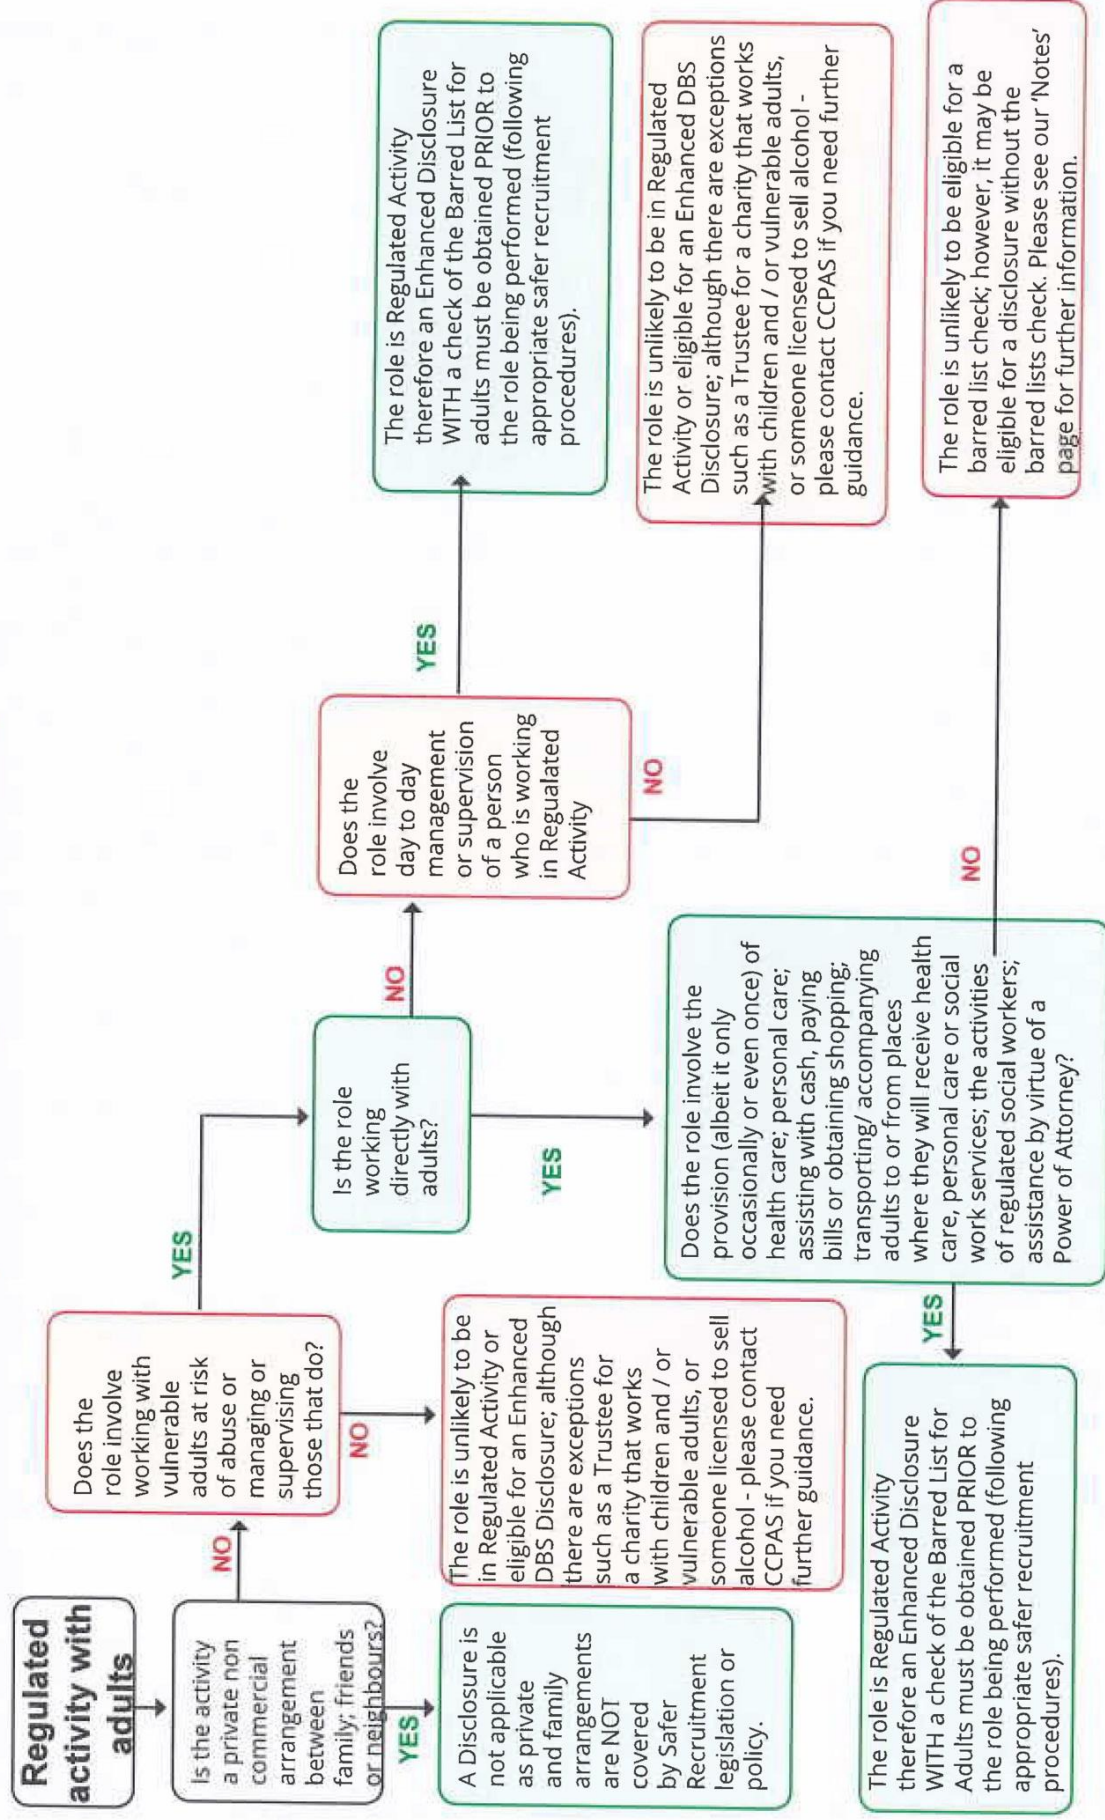 Regulated
activity with
adults
Is the activity
a private non
commercial
arrangement
between
family; friends
or neighbours?
YES
A Disclosure is
not applicable
as private
and family
arrangements
are NOT
covered
by Safer
Recruitment
legislation or
policy.
NO
Does the
role involve
working with
vulnerable
adults at risk
of abuse or
managing or
supervising
those that do?
NO
The role is unlikely to be
in Regulated Activity or
eligible for an Enhanced
DBS Disclosure; although
there are exceptions
such as a Trustee for
a charity that works
with children and / or
vulnerable adults, or
someone licensed to sell
alcohol - please contact
CCPAS if you need
further guidance.
YES
Is the role
working
directly with
adults?
NO
Does the
role involve
day to day
management
or supervision
of a person
who is working
in Regualated
Activity
YES
The role is Regulated Activity
therefore an Enhanced Disclosure
WITH a check of the Barred List for
adults must be obtained PRIOR to
the role being performed (following
appropriate safer recruitment
procedures).
NO
The role is unlikely to be in Regulated
Activity or eligible for an Enhanced DBS
Disclosure; although there are exceptions
such as a Trustee for a charity that works
with children and / or vulnerable adults,
or someone licensed to sell alcohol -
please contact CCPAS if you need further
guidance.
YES
Does the role involve the
provision (albeit it only
occasionally or even once) of
health care; personal care;
assisting with cash, paying
bills or obtaining shopping;
transporting/ accompanying
adults to or from places
where they will receive health
care, personal care or social
work services; the activities
of regulated social workers;
assistance by virtue of a
Power of Attorney?
YES
The role is Regulated Activity
therefore an Enhanced Disclosure
WITH a check of the Barred List for
Adults must be obtained PRIOR to
the role being performed (following
appropriate safer recruitment
procedures).
NO
The role is unlikely to be eligible for a
barred list check; however, it may be
eligible for a disclosure without the
barred lists check. Please see our 'Notes'
page for further information.